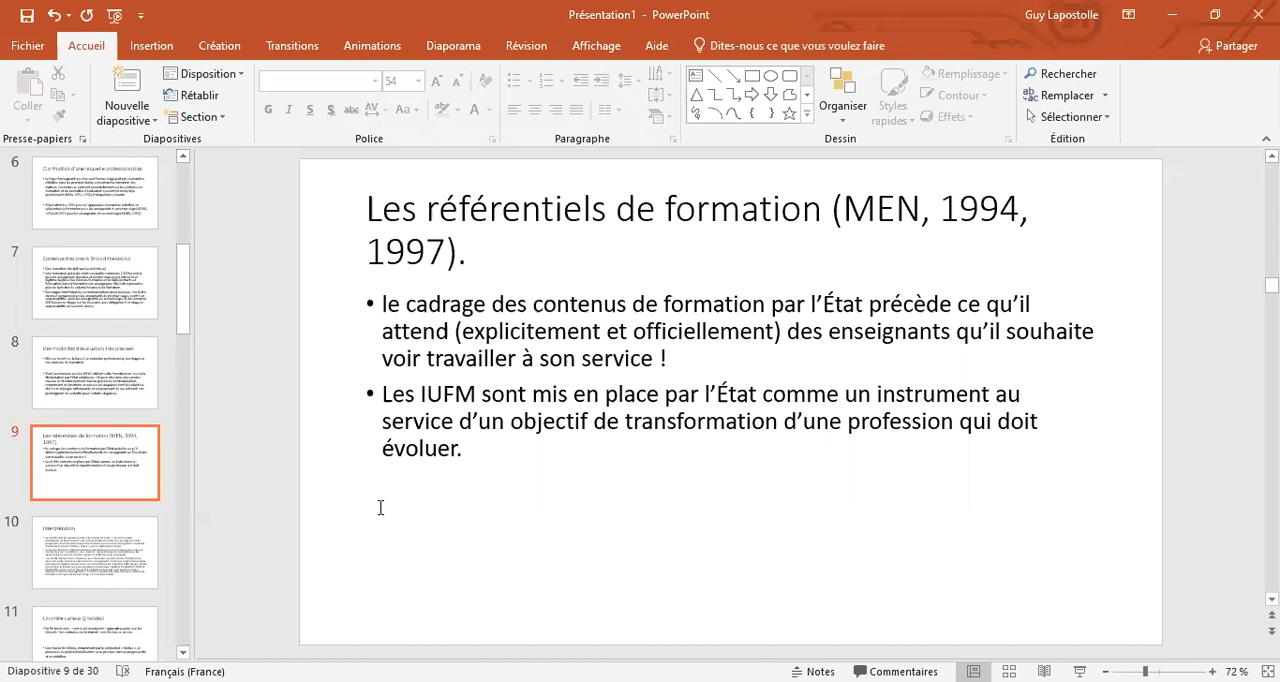 Présentation1 - PowerPoint
Guy Lapostolle
Fichier
Accueil
Insertion
Création
Transitions
Animations
Diaporama
Révision
Affichage
Aide
Dites-nous ce que vous voulez faire
Partager
Coller
Presse-papiers
Nouvelle
diapositive
Disposition
Rétablir
Section
Diapositives
54
Police
Paragraphe
Organiser
Styles
rapides
Remplissage
Contour
Effets
Dessin
Rechercher
Remplacer
Sélectionner
Édition
6
7
8
9
10
11
Les référentiels de formation (MEN, 1994,
1997).
• le cadrage des contenus de formation par l’État précède ce qu’il
attend (explicitement et officiellement) des enseignants qu’il souhaite
voir travailler à son service !
• Les IUFM sont mis en place par l’État comme un instrument au
service d’un objectif de transformation d’une profession qui doit
évoluer.
Diapositive 9 de 30
Français (France)
Notes
Commentaires
72 %